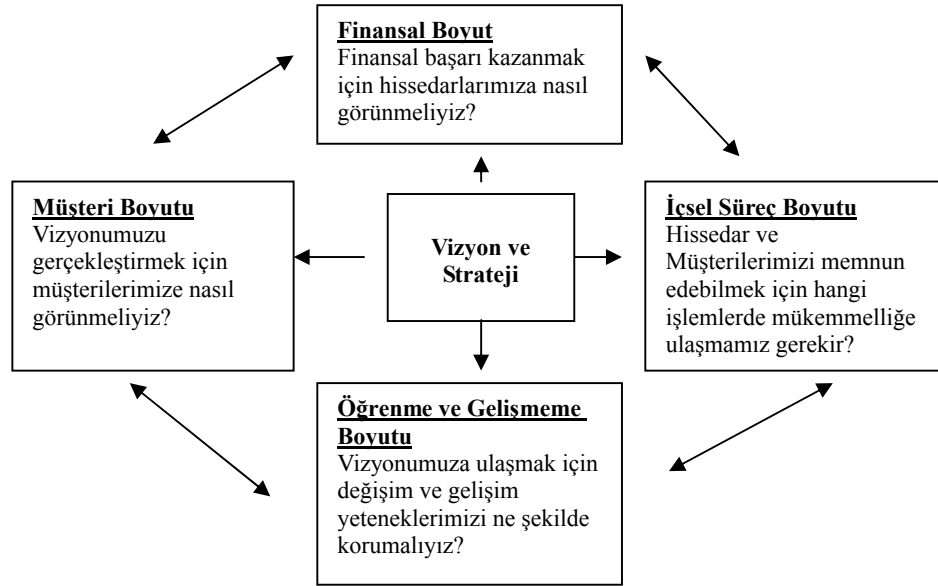 Finansal Boyut
Finansal başarı kazanmak
için hissedarlarımıza nasıl
görünmeliyiz?
Müşteri Boyutu
Vizyonumuzu
gerçekleştirmek için
müşterilerimize nasıl
görünmeliyiz?
Vizyon ve
Strateji
İçsel Süreç Boyutu
Hissedar ve
Müşterilerimizi memnun
edebilmek için hangi
işlemlerde mükemmelliğe
ulaşmamız gerekir?
Öğrenme ve Gelişmeme
Boyutu
Vizyonumuza ulaşmak için
değişim ve gelişim
yeteneklerimizi ne şekilde
korumalıyız?